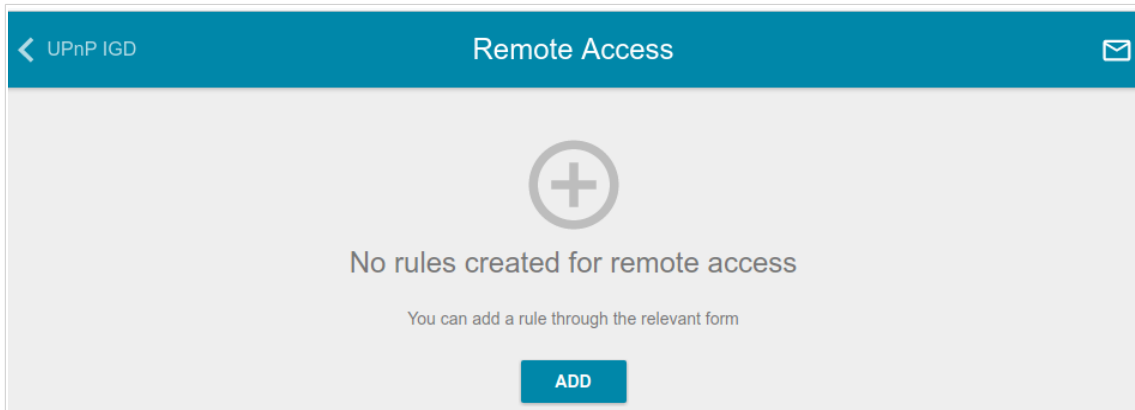 UPnP IGD
Remote Access
No rules created for remote access
You can add a rule through the relevant form
ADD